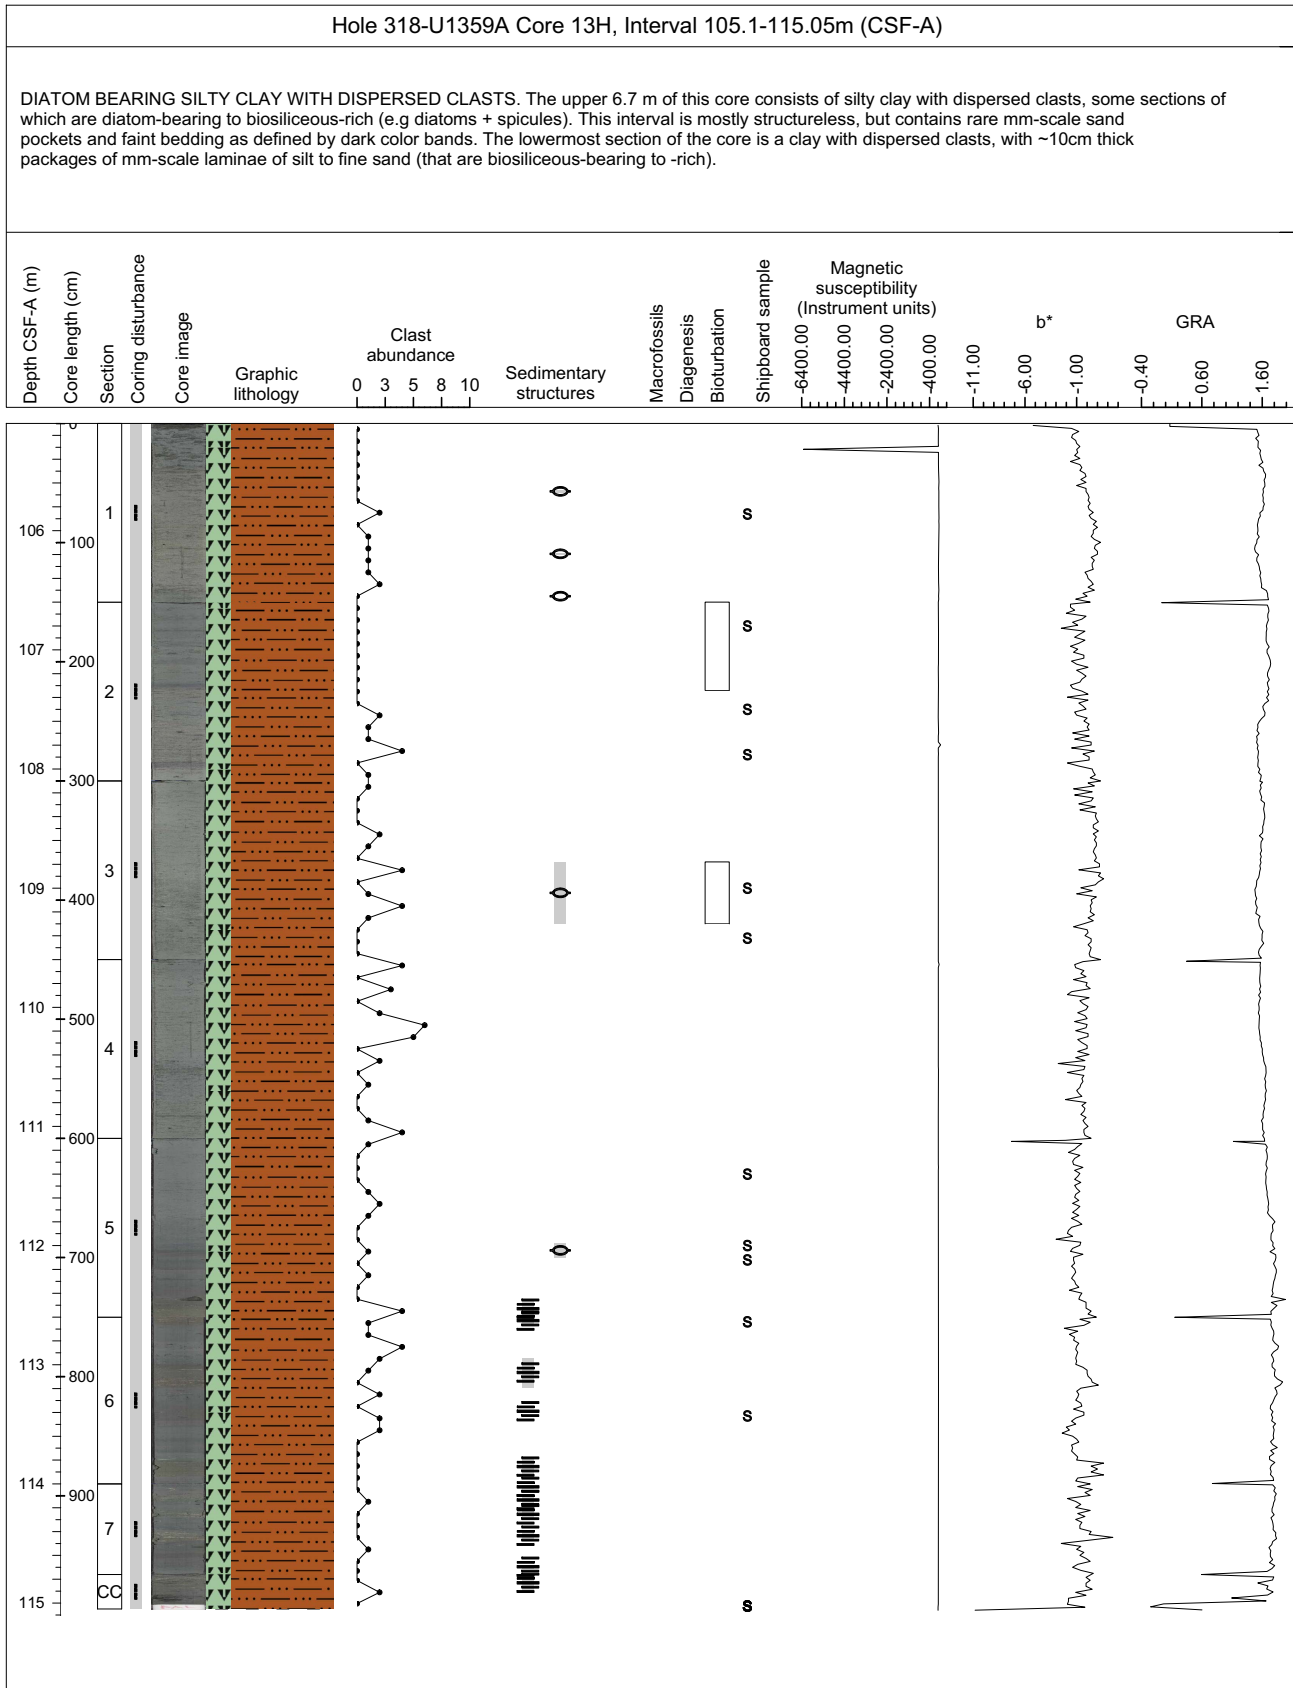 Hole 318-U1359A Core 13H, Interval 105.1-115.05m (CSF-A)
DIATOM BEARING SILTY CLAY WITH DISPERSED CLASTS. The upper 6.7 m of this core consists of silty clay with dispersed clasts, some sections of
which are diatom-bearing to biosiliceous-rich (e.g diatoms + spicules). This interval is mostly structureless, but contains rare mm-scale sand
pockets and faint bedding as defined by dark color bands. The lowermost section of the core is a clay with dispersed clasts, with ~10cm thick
packages of mm-scale laminae of silt to fine sand (that are biosiliceous-bearing to -rich).
Depth CSF-A (m)
Core length (cm)
Section
Coring disturbance
Core image
Graphic
lithology
Clast
abundance
0 3 5 8 10
Sedimentary
structures
Macrofossils
Diagenesis
Bioturbation
Shipboard sample
Magnetic
susceptibility
(Instrument units)
-6400.00
-4400.00
-2400.00
-400.00
b*
-11.00
-6.00
-1.00
GRA
-0.40
0.60
1.60
0
1
S
106
100
S
107
200
2
S
S
108
300
3
S
109
400
S
110
500
4
111
600
S
5
S
112
700
S
S
113
800
6
S
114
900
7
CC
115
S